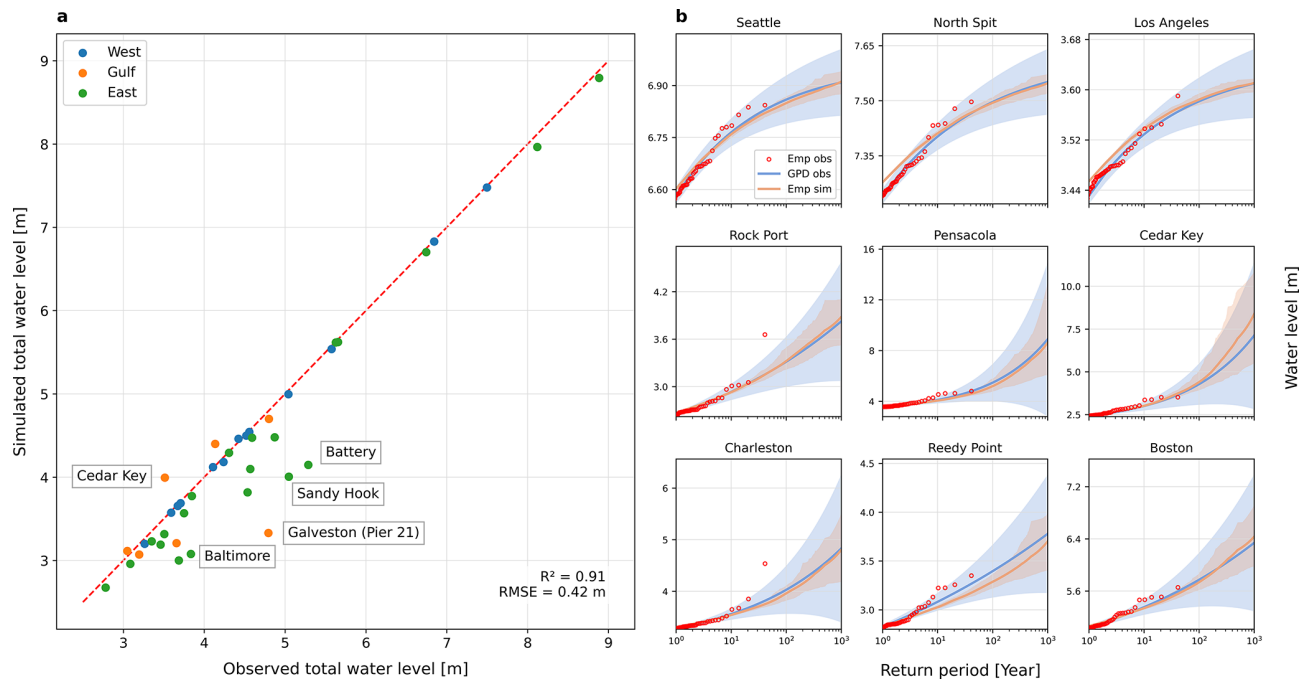 a
Simulated total water level [m]
9
8
7
6
5
4
3
West
Gulf
East
Cedar Key
Battery
Sandy Hook
Galveston (Pier 21)
Baltimore
R² = 0.91
RMSE = 0.42 m
3 4 5 6 7 8 9
Observed total water level [m]
b
Seattle
6.90
6.75
6.60
Emp obs
GPD obs
Emp sim
North Spit
7.65
7.50
7.35
Los Angeles
3.68
3.60
3.52
3.44
Rock Port
4.2
3.6
3.0
Pensacola
16
12
8
4
Cedar Key
10.0
7.5
5.0
2.5
Charleston
6
5
4
10⁰ 10¹ 10² 10³
Reedy Point
4.5
4.0
3.5
3.0
10⁰ 10¹ 10² 10³
Boston
7.2
6.4
5.6
10⁰ 10¹ 10² 10³
Return period [Year]
Water level [m]